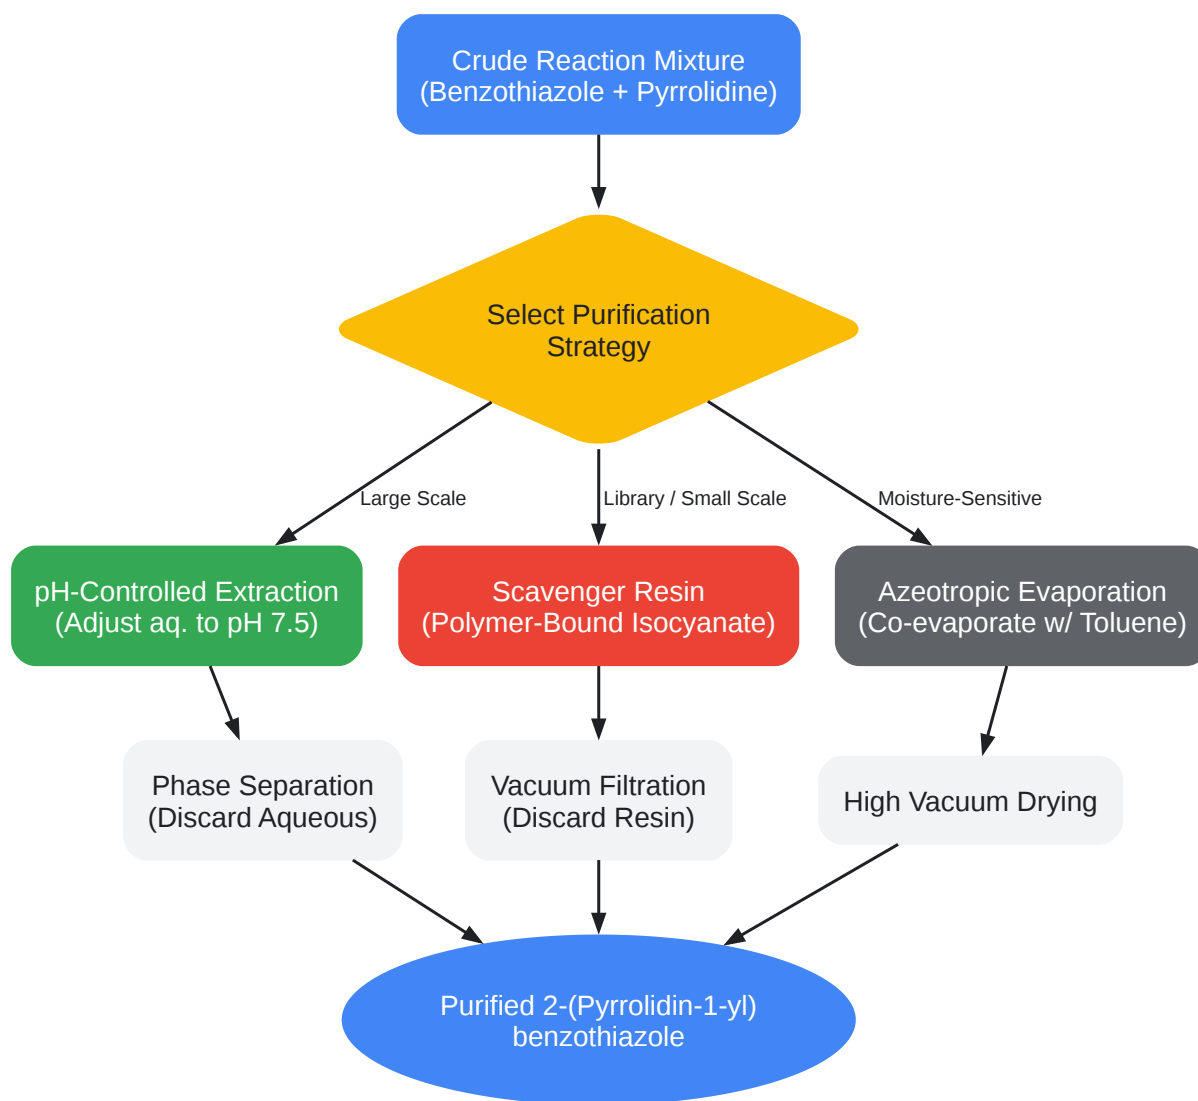 Crude Reaction Mixture
(Benzothiazole + Pyrrolidine)
Select Purification
Strategy
Large Scale
Library / Small Scale
Moisture-Sensitive
pH-Controlled Extraction
(Adjust aq. to pH 7.5)
Scavenger Resin
(Polymer-Bound Isocyanate)
Azeotropic Evaporation
(Co-evaporate w/ Toluene)
Phase Separation
(Discard Aqueous)
Vacuum Filtration
(Discard Resin)
High Vacuum Drying
Purified 2-(Pyrrolidin-1-yl)
benzothiazole